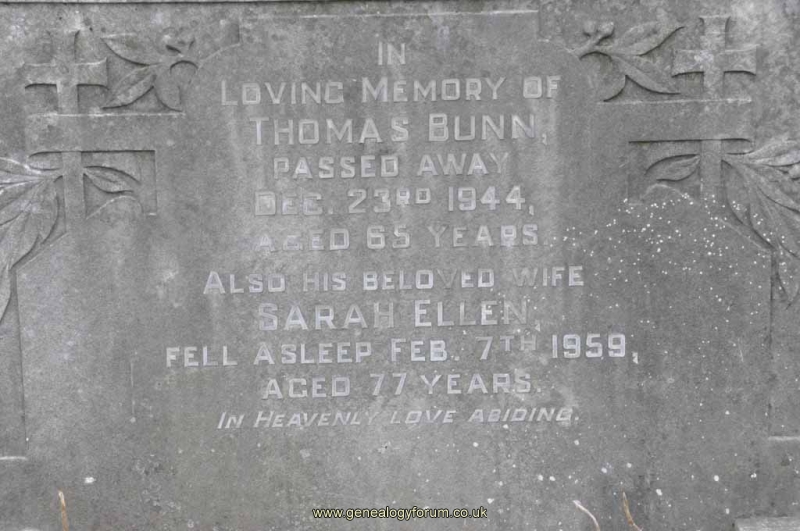 IN
LOVING MEMORY OF
THOMAS BUNN,
PASSED AWAY
DEC. 23RD 1944,
AGED 65 YEARS.
ALSO HIS BELOVED WIFE
SARAH ELLEN,
FELL ASLEEP FEB. 7TH 1959,
AGED 77 YEARS.
IN HEAVENLY LOVE ABIDING.
www.genealogyforum.co.uk